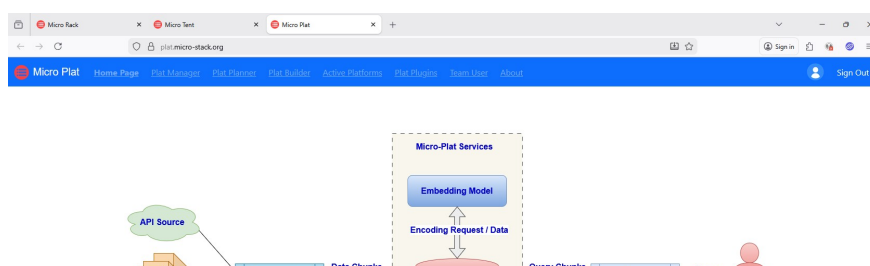 Micro Rack
Micro Tent
Micro Plat
plat.micro-stack.org
Sign in
Micro Plat Home Page Plat Manager Plat Planner Plat Builder Active Platforms Plat Plugins Team User About Sign Out
Micro-Plat Services
Embedding Model
API Source
Encoding Request / Data
Data Chunks
Query Chunks